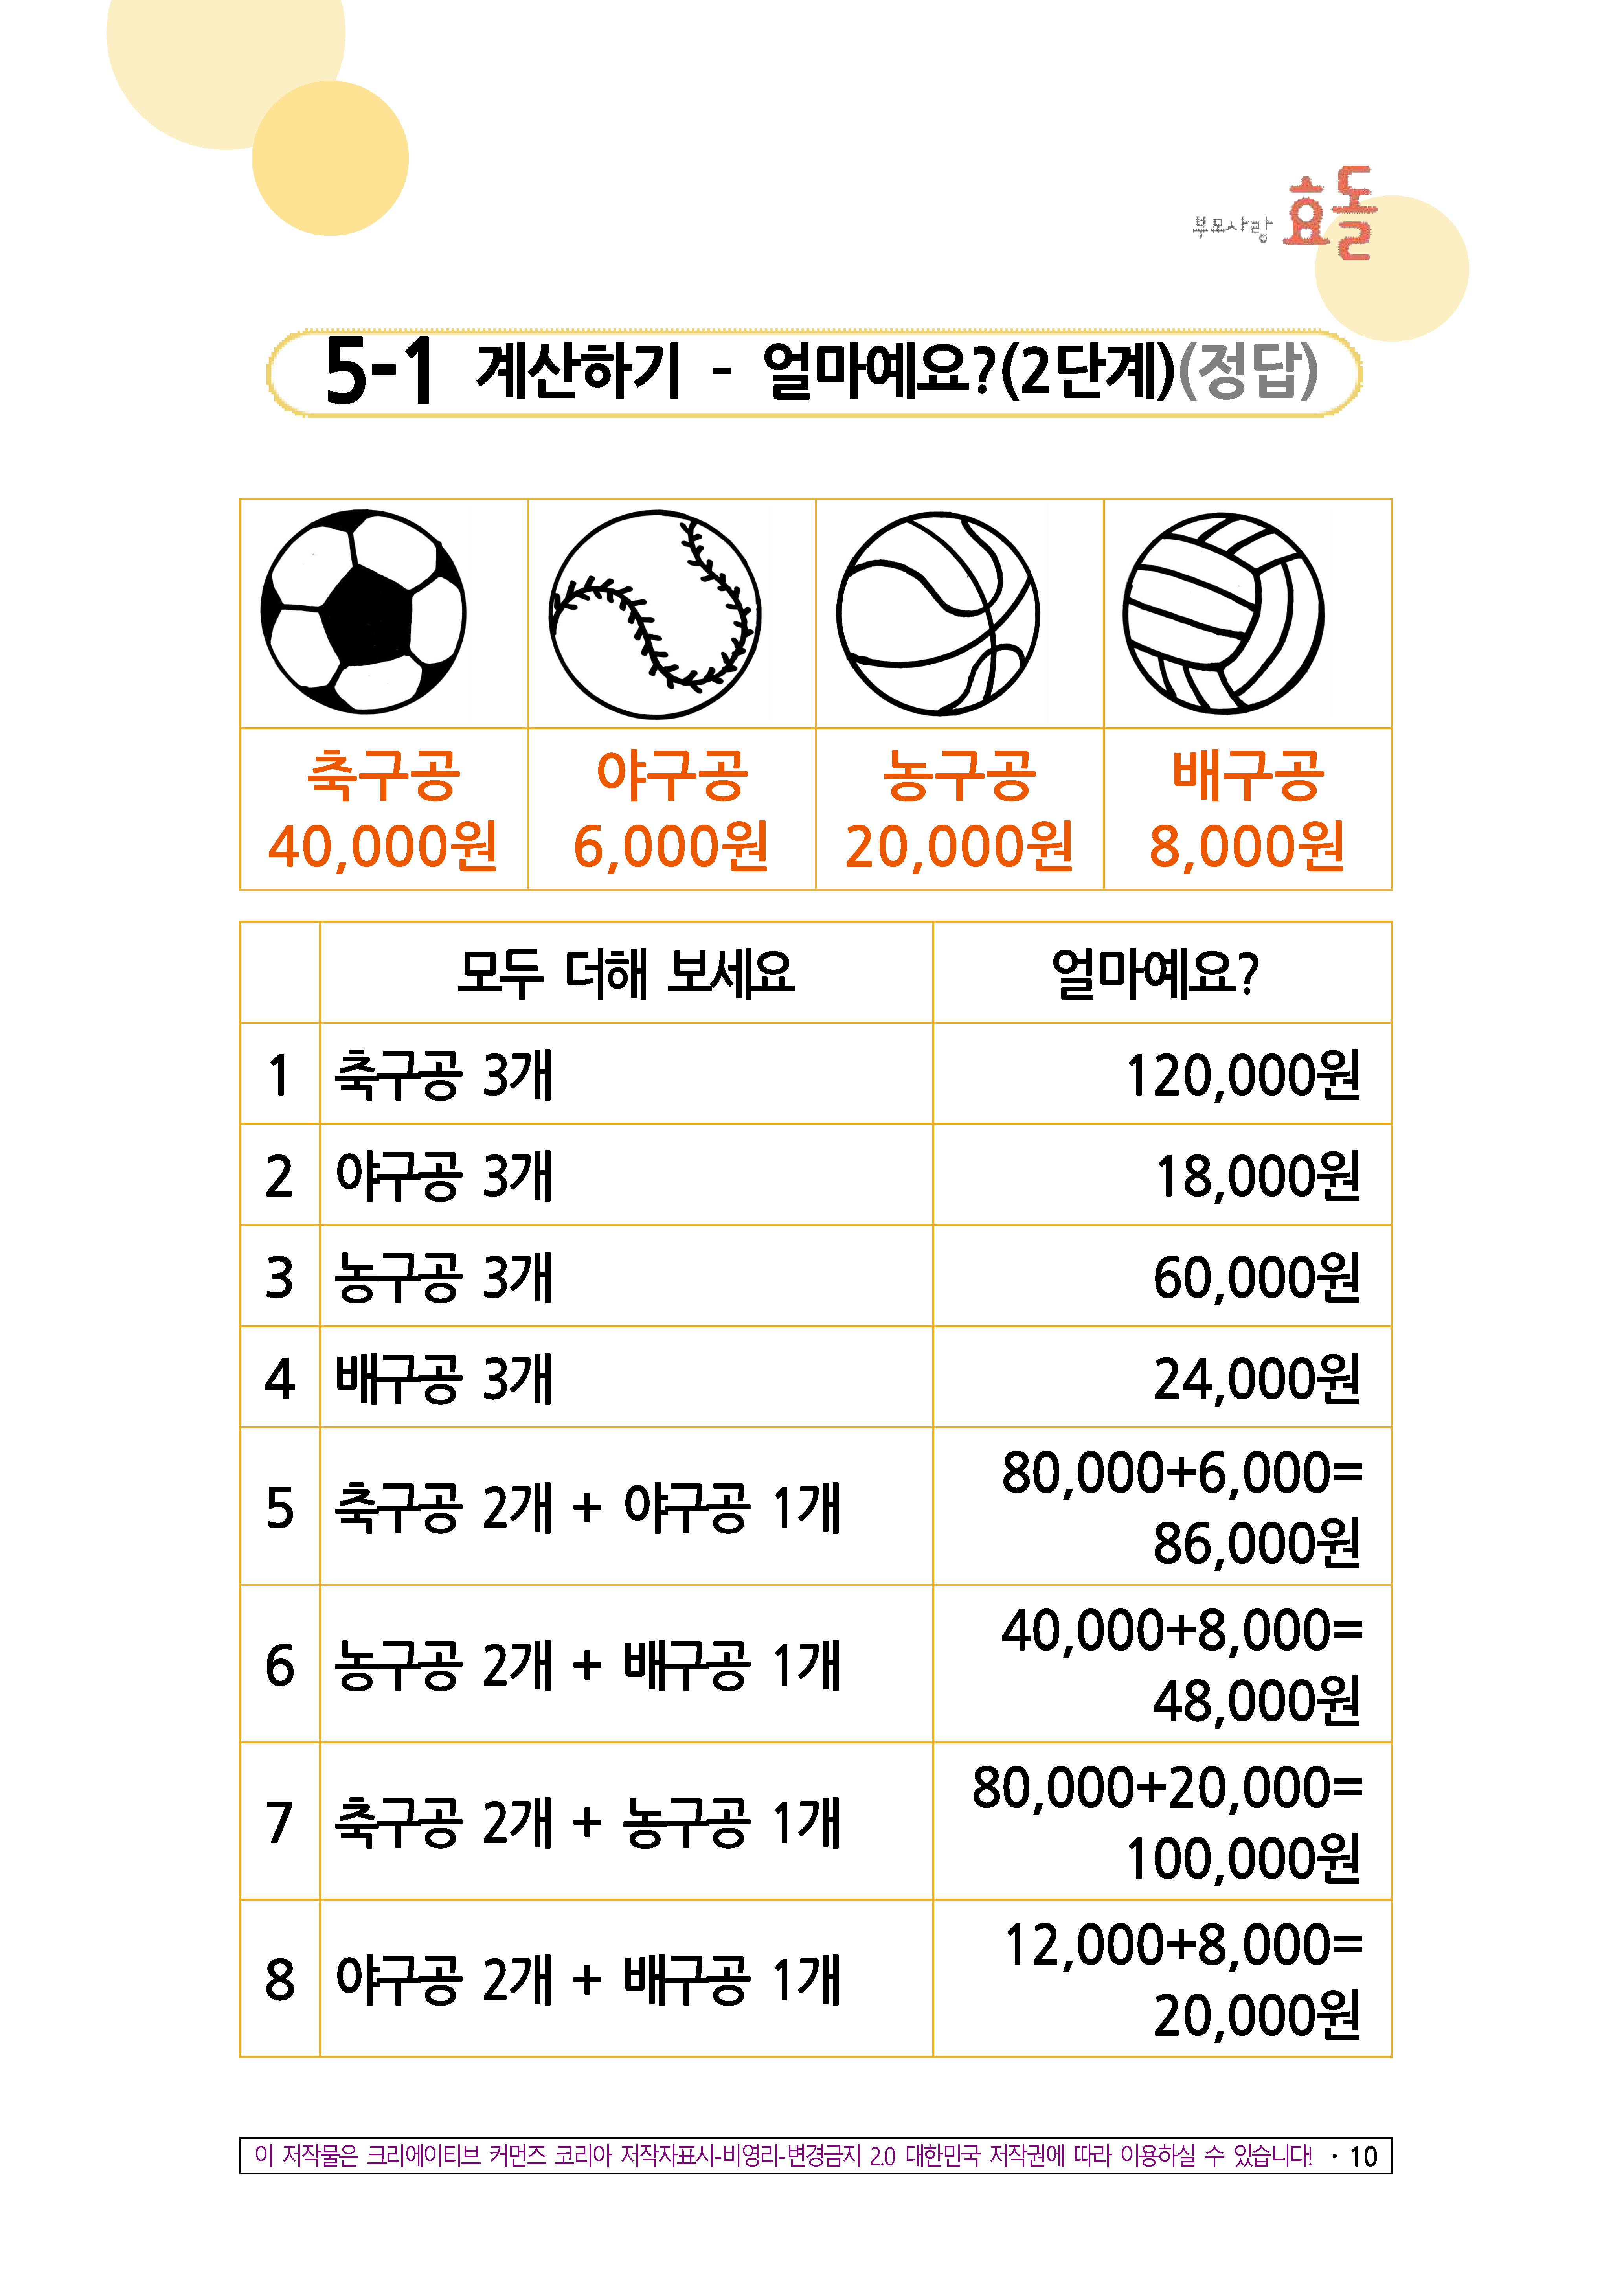 부모사랑 효돌
5-1 계산하기 - 얼마예요?(2단계)(정답)
축구공 야구공 농구공 배구공
40,000원 6,000원 20,000원 8,000원
모두 더해 보세요 얼마예요?
1 축구공 3개 120,000원
2 야구공 3개 18,000원
3 농구공 3개 60,000원
4 배구공 3개 24,000원
5 축구공 2개 + 야구공 1개 80,000+6,000=
86,000원
6 농구공 2개 + 배구공 1개 40,000+8,000=
48,000원
7 축구공 2개 + 농구공 1개 80,000+20,000=
100,000원
8 야구공 2개 + 배구공 1개 12,000+8,000=
20,000원
이 저작물은 크리에이티브 커먼즈 코리아 저작자표시-비영리-변경금지 2.0 대한민국 저작권에 따라 이용하실 수 있습니다! · 10